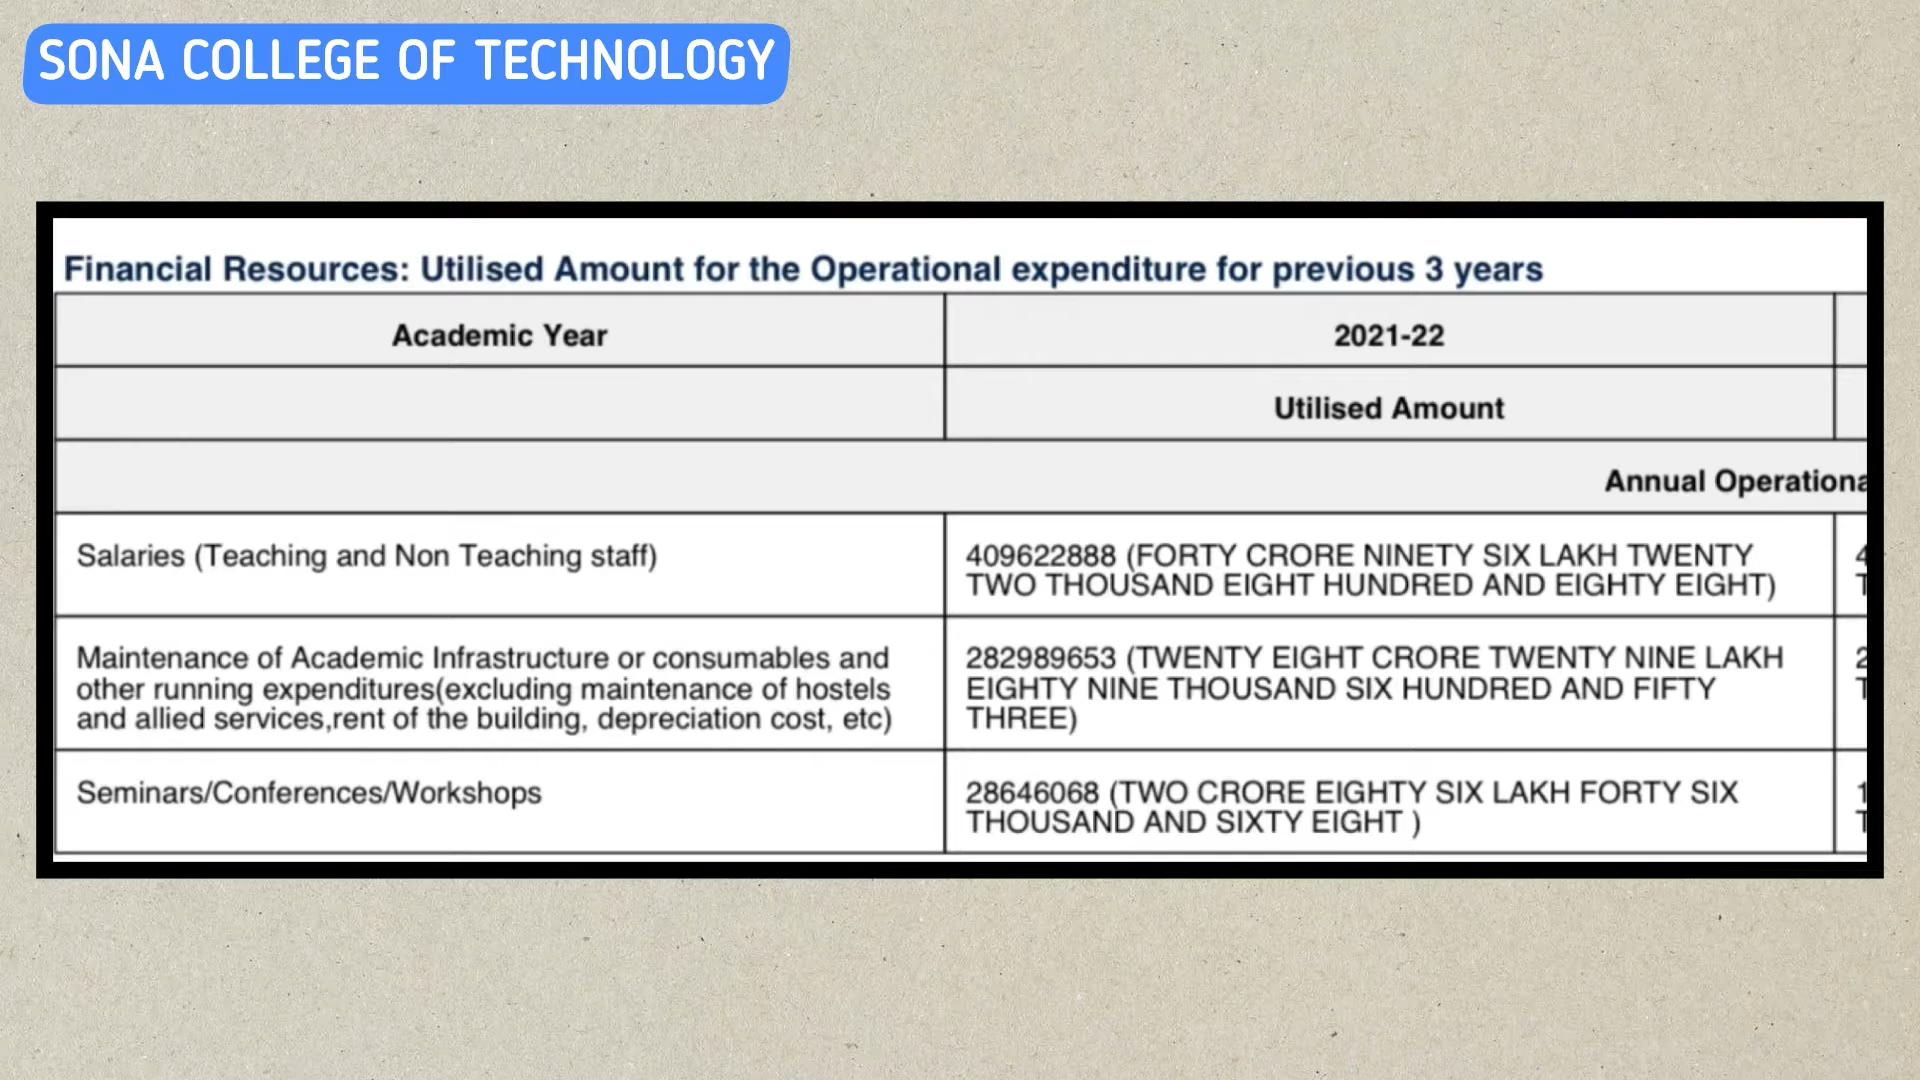 SONA COLLEGE OF TECHNOLOGY
Financial Resources: Utilised Amount for the Operational expenditure for previous 3 years
Academic Year
2021-22
Utilised Amount
Annual Operationa
Salaries (Teaching and Non Teaching staff)
409622888 (FORTY CRORE NINETY SIX LAKH TWENTY
TWO THOUSAND EIGHT HUNDRED AND EIGHTY EIGHT)
Maintenance of Academic Infrastructure or consumables and
other running expenditures(excluding maintenance of hostels
and allied services,rent of the building, depreciation cost, etc)
282989653 (TWENTY EIGHT CRORE TWENTY NINE LAKH
EIGHTY NINE THOUSAND SIX HUNDRED AND FIFTY
THREE)
Seminars/Conferences/Workshops
28646068 (TWO CRORE EIGHTY SIX LAKH FORTY SIX
THOUSAND AND SIXTY EIGHT )